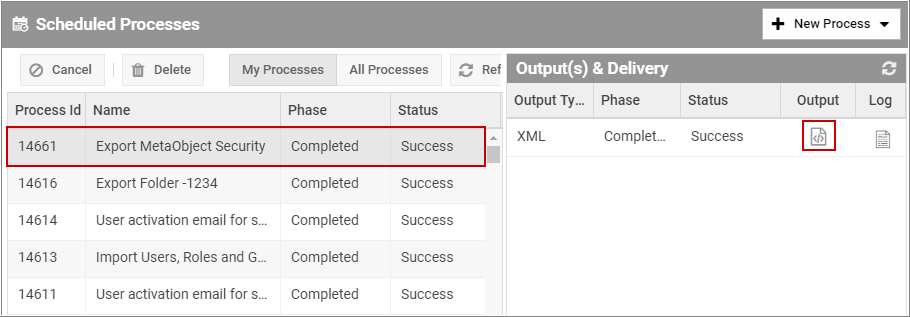 Scheduled Processes
New Process
Cancel
Delete
My Processes
All Processes
Ref
Process Id Name Phase Status
14661 Export MetaObject Security Completed Success
14616 Export Folder -1234 Completed Success
14614 User activation email for s... Completed Success
14613 Import Users, Roles and G... Completed Success
14611 User activation email for s... Completed Success
Output(s) & Delivery
Output Ty... Phase Status Output Log
XML Complet... Success